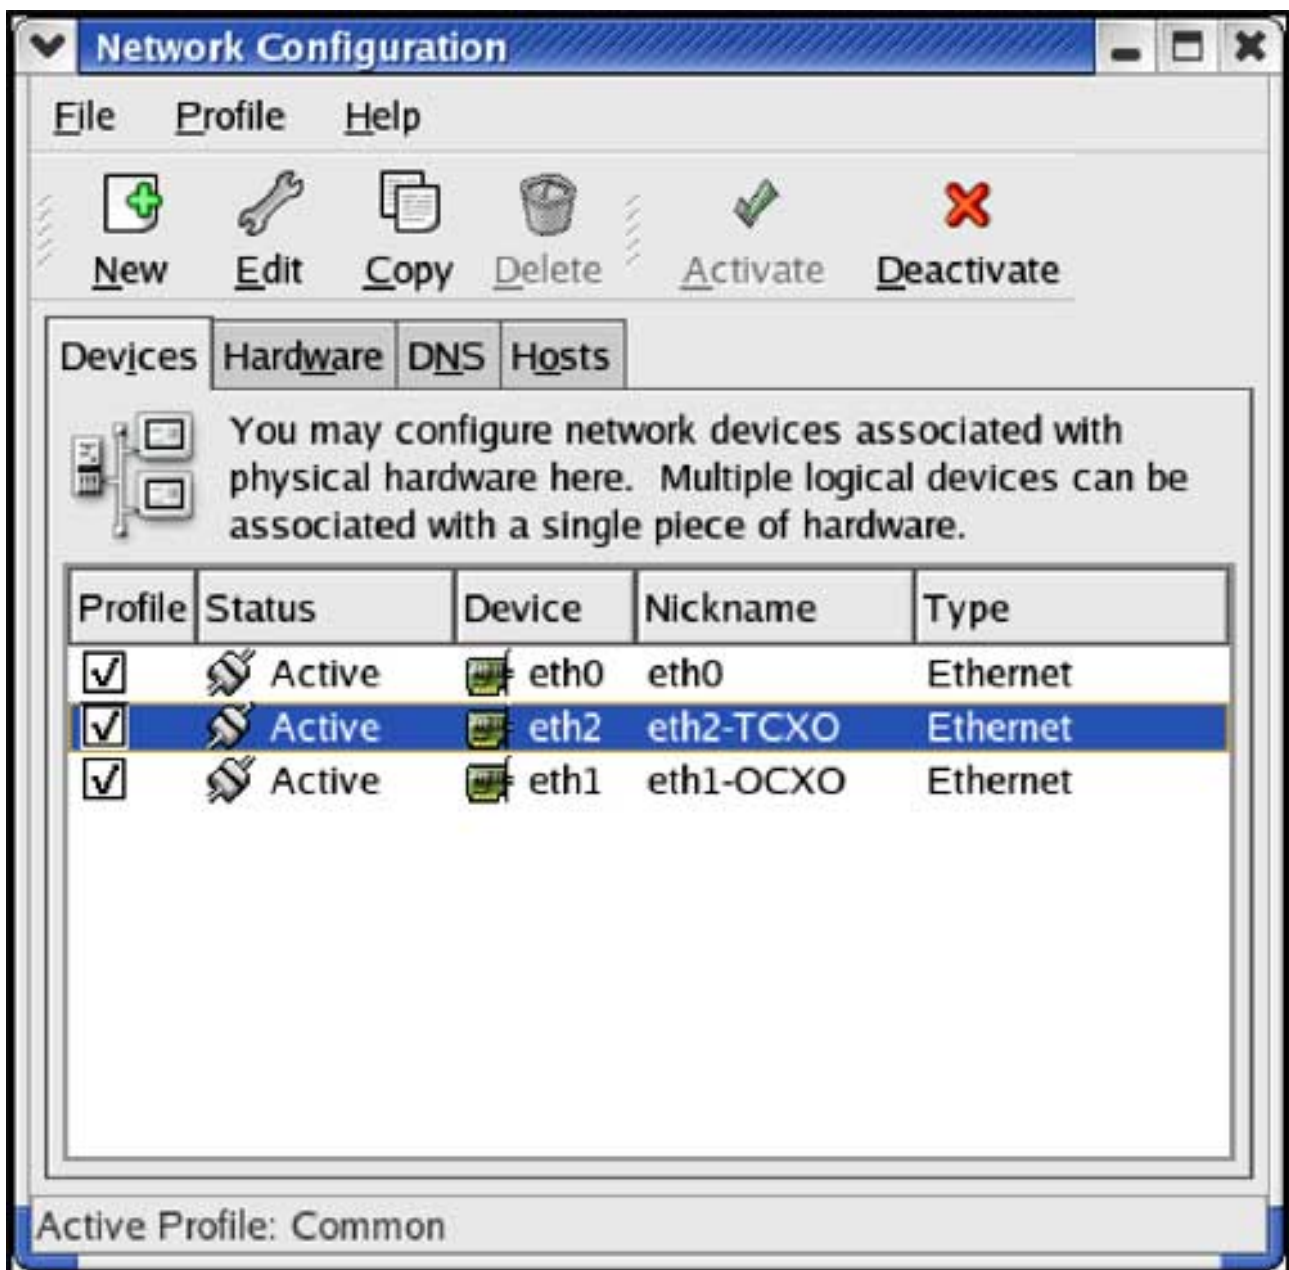 Network Configuration
File Profile Help
New Edit Copy Delete Activate Deactivate
Devices Hardware DNS Hosts
You may configure network devices associated with
physical hardware here.  Multiple logical devices can be
associated with a single piece of hardware.
Profile Status Device Nickname Type
Active eth0 eth0 Ethernet
Active eth2 eth2-TCXO Ethernet
Active eth1 eth1-OCXO Ethernet
Active Profile: Common